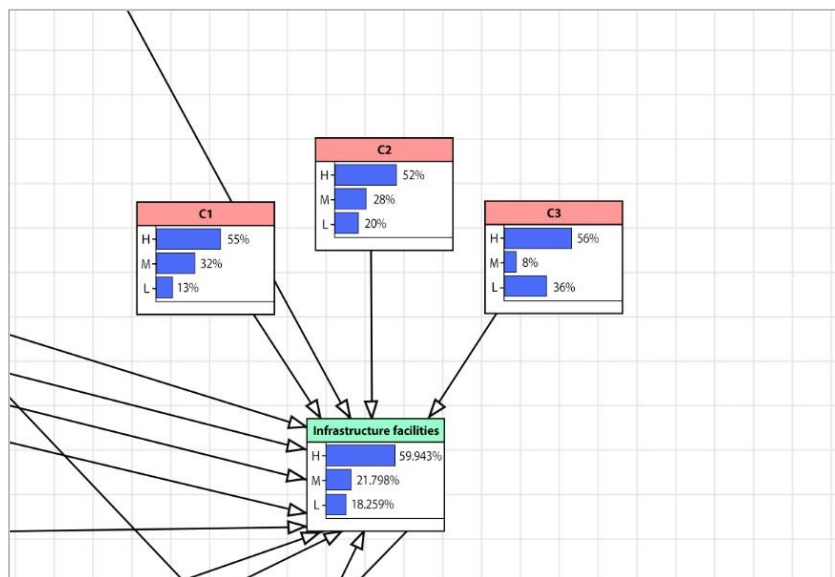 C2
H 52%
M 28%
L 20%
C1
H 55%
M 32%
L 13%
C3
H 56%
M 8%
L 36%
Infrastructure facilities
H 59.943%
M 21.798%
L 18.259%